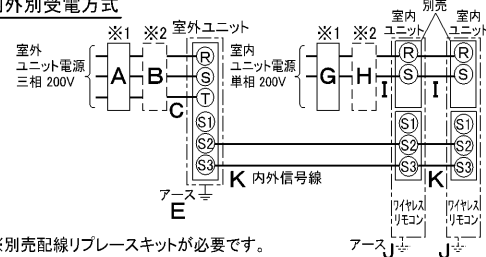 内外別受電方式
別売
※1 ※2 室外ユニット ※1 ※2 室内ユニット 室内ユニット
室外ユニット電源三相 200V
A B C
R
S
T
S1
S2
S3
室内ユニット電源単相 200V
G H I I
R R
S S
S1 S1
S2 S2
S3 S3
K 内外信号線 K
アース
E
ワイヤレスリモコン ワイヤレスリモコン
アース J J
※別売配線リプレースキットが必要です。